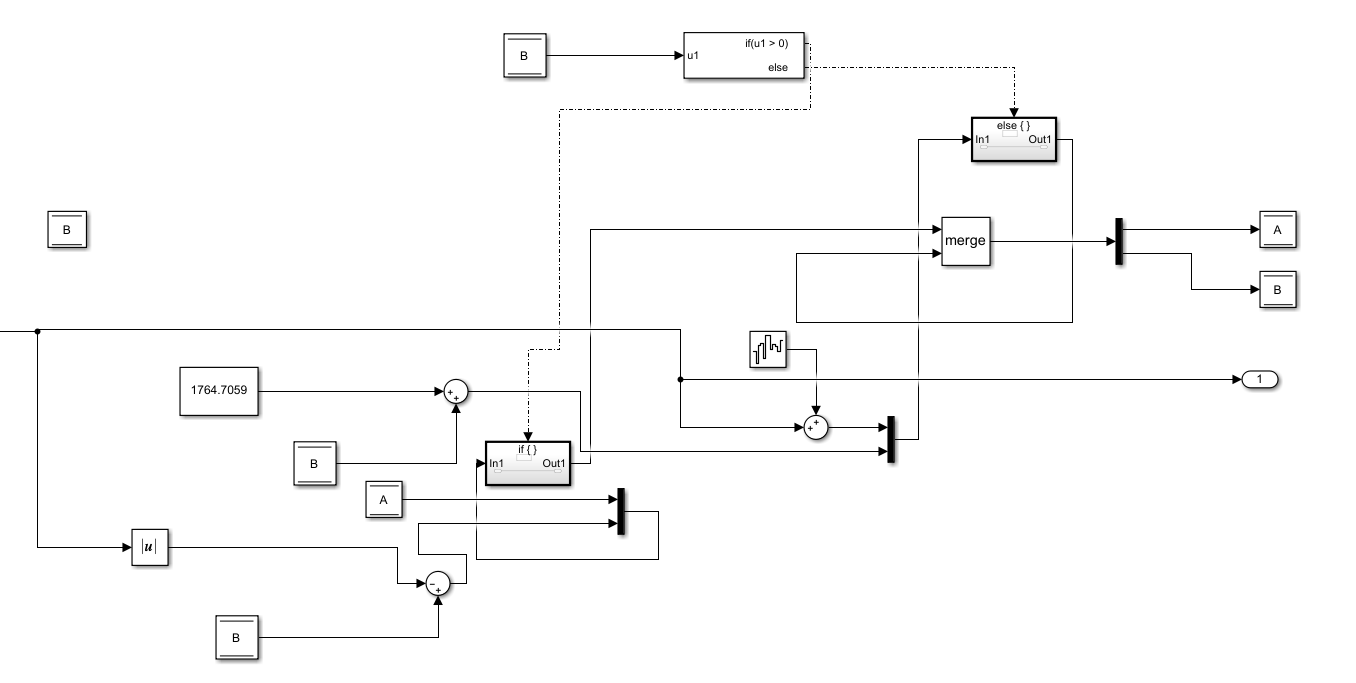 B
u1
if(u1 > 0)
else
else { }
In1
Out1
B
merge
A
B
1764.7059
1
B
if { }
In1
Out1
A
|u|
B
+
+
+
+
-
+